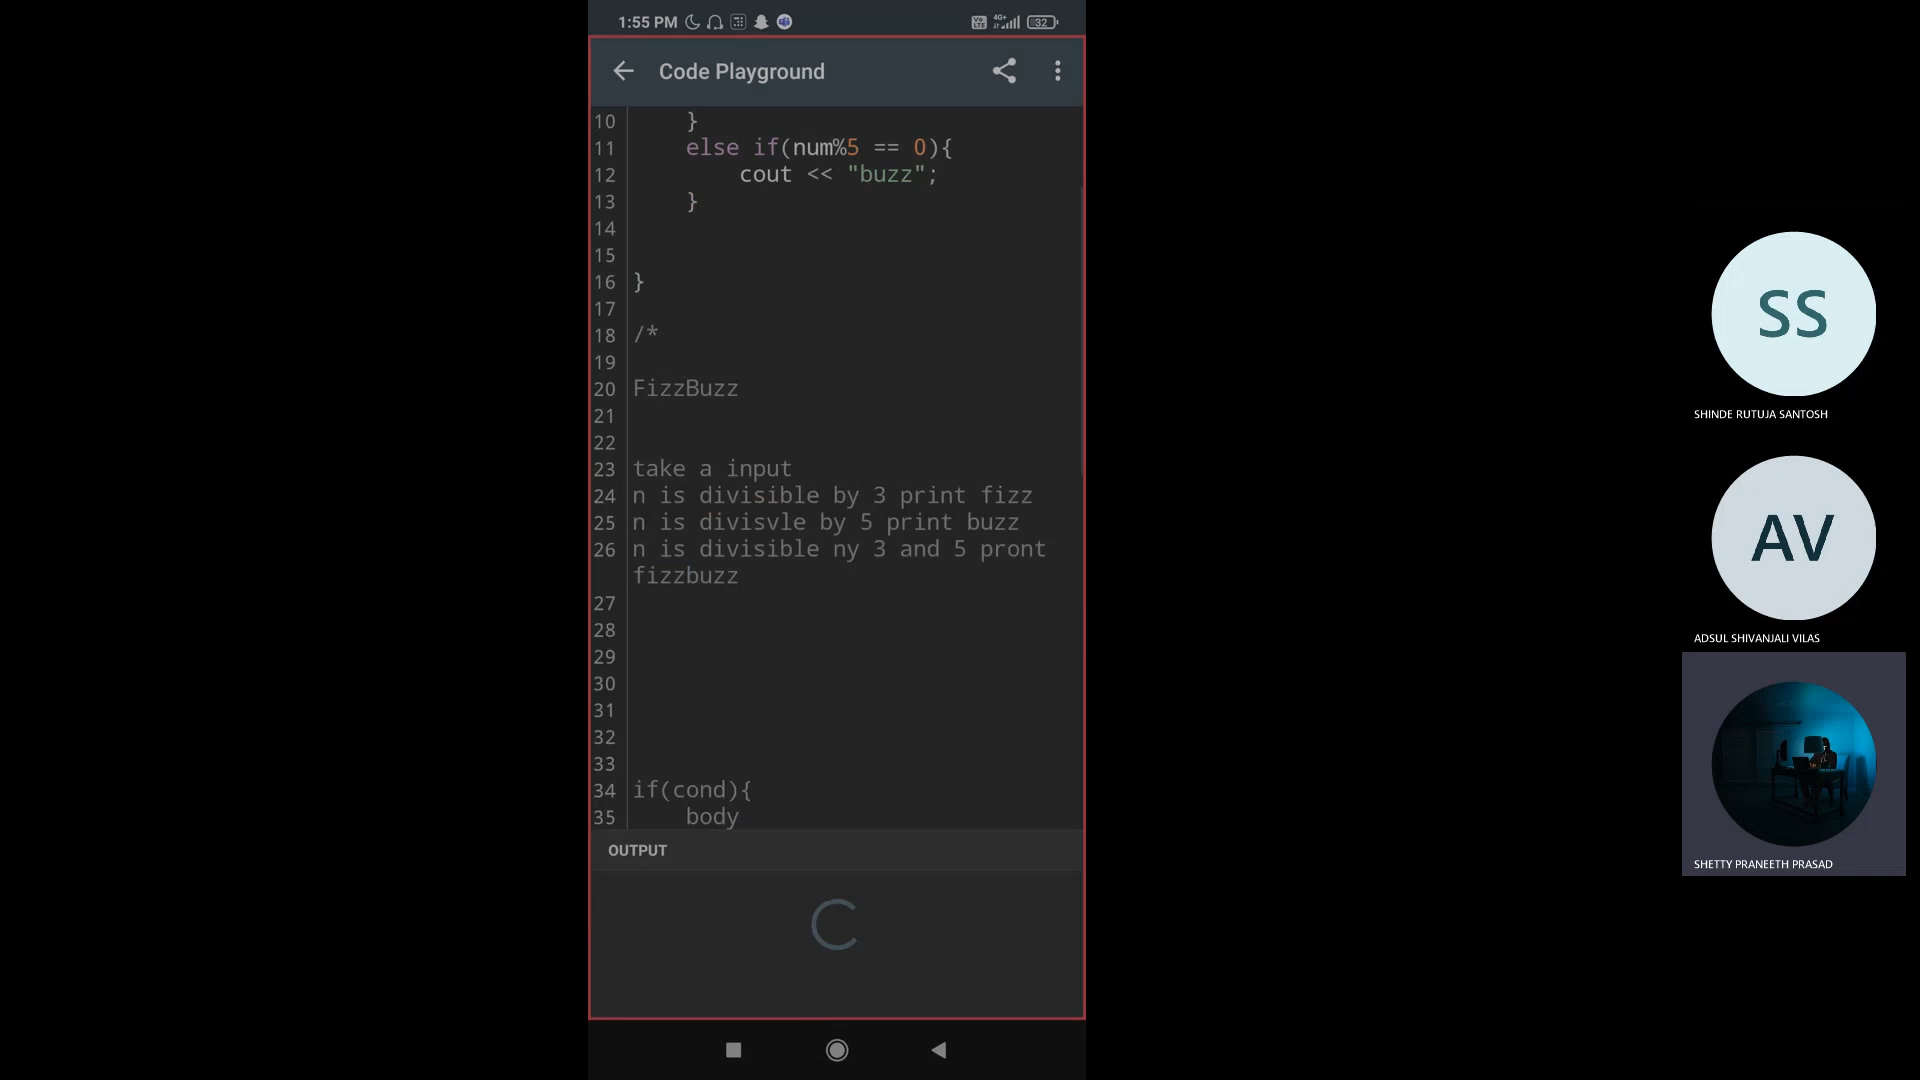 1:55 PM
4G+
32
Code Playground
10 }
11 else if(num%5 == 0){
12 cout << "buzz";
13 }
14
15
16 }
17
18 /*
19
20 FizzBuzz
21
22
23 take a input
24 n is divisible by 3 print fizz
25 n is divisvle by 5 print buzz
26 n is divisible ny 3 and 5 pront
fizzbuzz
27
28
29
30
31
32
33
34 if(cond){
35 body
OUTPUT
SS
SHINDE RUTUJA SANTOSH
AV
ADSUL SHIVANJALI VILAS
SHETTY PRANEETH PRASAD